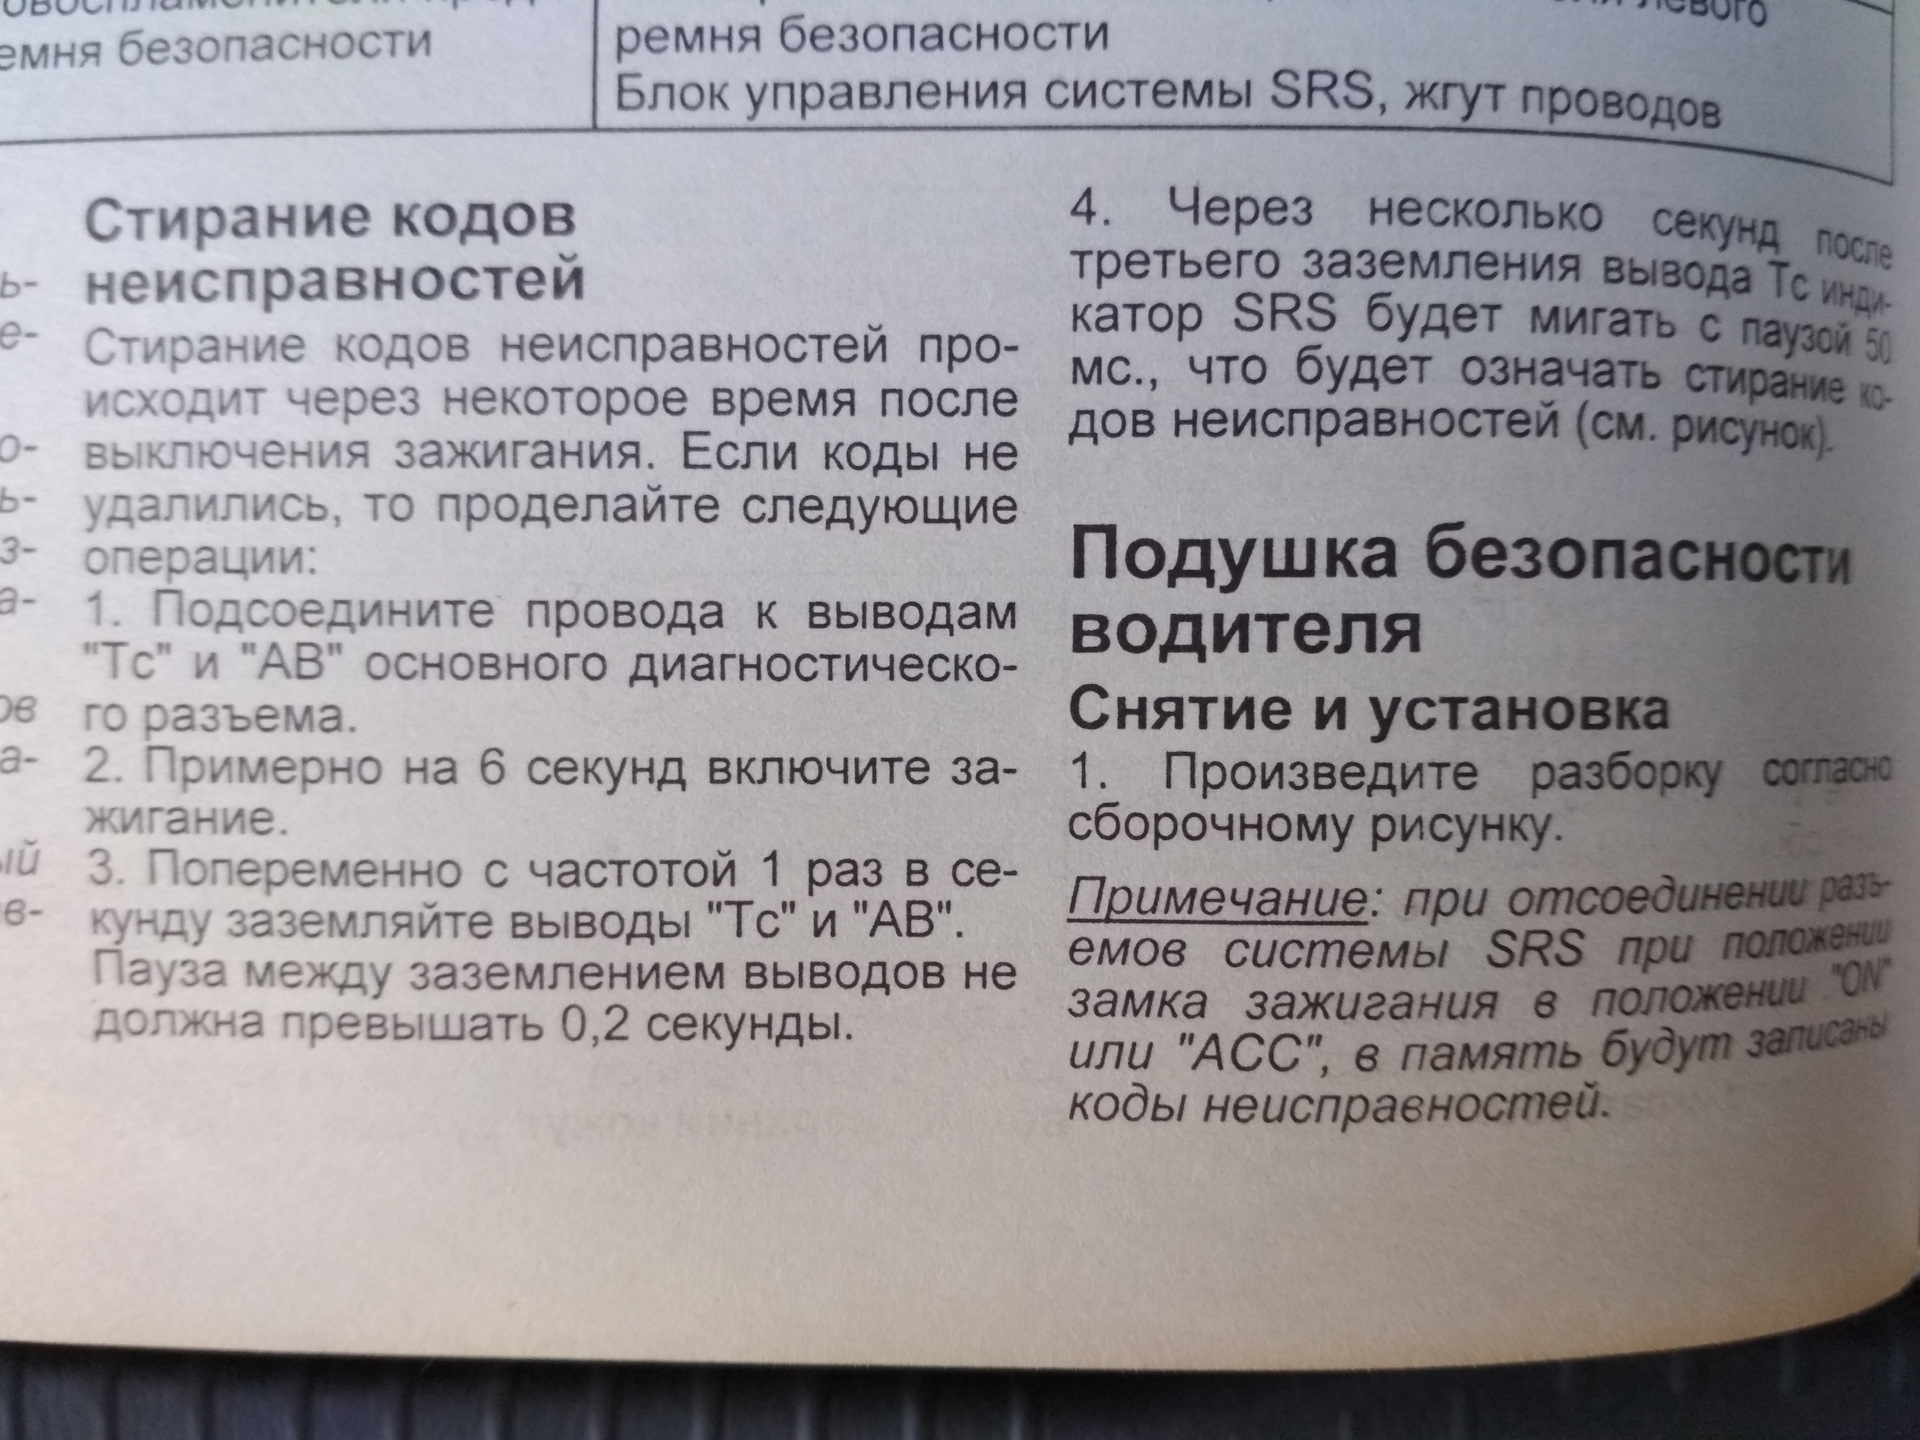 емня безопасности
левого
ремня безопасности
Блок управления системы SRS, жгут проводов
ь-
е-
о-
ь-
з-
а-
ов
а-
ый
ив-
Стирание кодов
неисправностей
Стирание кодов неисправностей про-
исходит через некоторое время после
выключения зажигания. Если коды не
удалились, то проделайте следующие
операции:
1. Подсоедините провода к выводам
"Тс" и "АВ" основного диагностическо-
го разъема.
2. Примерно на 6 секунд включите за-
жигание.
3. Попеременно с частотой 1 раз в се-
кунду заземляйте выводы "Тс" и "АВ".
Пауза между заземлением выводов не
должна превышать 0,2 секунды.
4. Через несколько секунд после
третьего заземления вывода Тс инди-
катор SRS будет мигать с паузой 50
мс., что будет означать стирание ко-
дов неисправностей (см. рисунок).
Подушка безопасности
водителя
Снятие и установка
1. Произведите разборку согласно
сборочному рисунку.
Примечание: при отсоединении разъ-
емов системы SRS при положении
замка зажигания в положении "ON"
или "ACC", в память будут записаны
коды неисправностей.